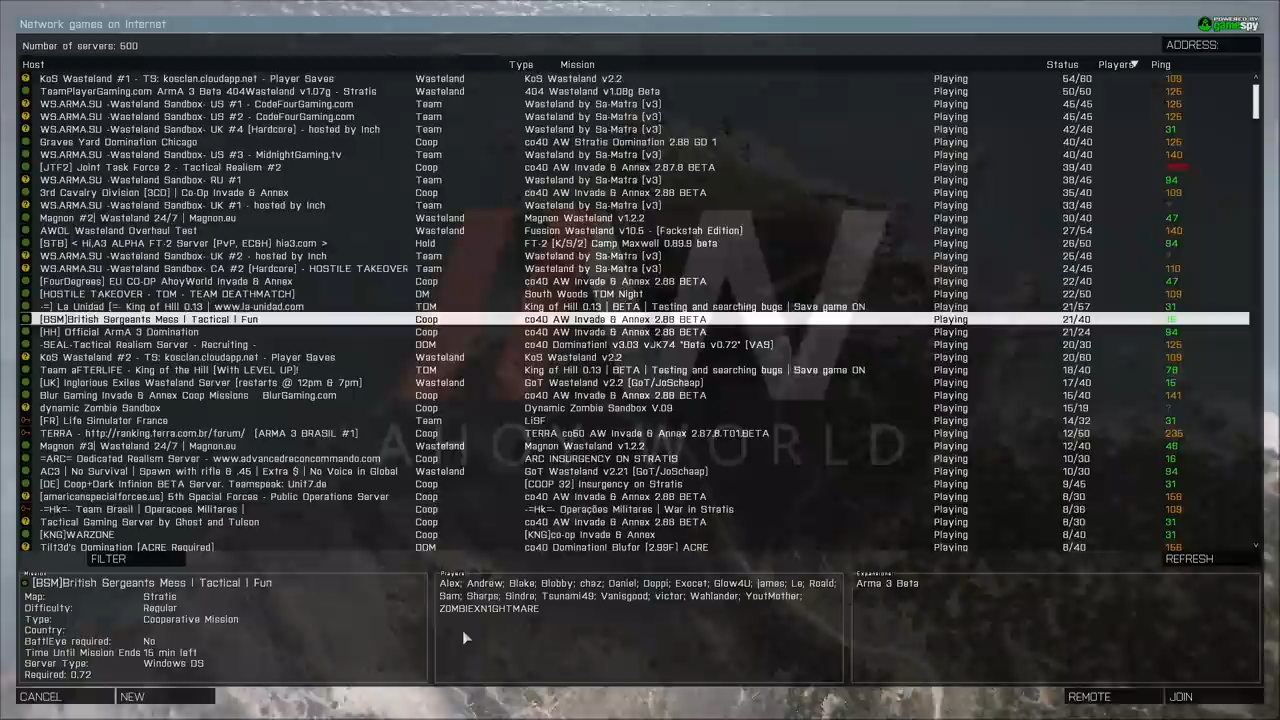 Network games on Internet
POWERED BY gamespy
Number of servers: 500
ADDRESS:
Host Type Mission Status Players Ping
KoS Wasteland #1 - TS: kosclan.cloudapp.net - Player Saves Wasteland KoS Wasteland v2.2 Playing 54/60 109
TeamPlayerGaming.com ArmA 3 Beta 404Wasteland v1.07g - Stratis Wasteland 404 Wasteland v1.08g Beta Playing 50/50 125
WS.ARMA.SU -Wasteland Sandbox- US #1 - CodeFourGaming.com Team Wasteland by Sa-Matra [v3] Playing 45/45 125
WS.ARMA.SU -Wasteland Sandbox- US #2 - CodeFourGaming.com Team Wasteland by Sa-Matra [v3] Playing 45/45 125
WS.ARMA.SU -Wasteland Sandbox- UK #4 [Hardcore] - hosted by Inch Team Wasteland by Sa-Matra [v3] Playing 42/46 31
Graves Yard Domination Chicago Coop co40 AW Stratis Domination 2.88 GD 1 Playing 40/40 125
WS.ARMA.SU -Wasteland Sandbox- US #3 - MidnightGaming.tv Team Wasteland by Sa-Matra [v3] Playing 40/40 140
[JTF2] Joint Task Force 2 - Tactical Realism #2 Coop co40 AW Invade & Annex 2.87.8 BETA Playing 39/40
WS.ARMA.SU -Wasteland Sandbox- RU #1 Team Wasteland by Sa-Matra [v3] Playing 38/45 94
3rd Cavalry Division [3CD] | Co-Op Invade & Annex Coop co40 AW Invade & Annex 2.88 BETA Playing 35/40 109
WS.ARMA.SU -Wasteland Sandbox- UK #1 - hosted by Inch Team Wasteland by Sa-Matra [v3] Playing 33/46 ?
Magnon #2| Wasteland 24/7 | Magnon.eu Wasteland Magnon Wasteland v1.2.2 Playing 30/40 47
AWOL Wasteland Overhaul Test Wasteland Fussion Wasteland v10.5 - [Fackstah Edition] Playing 27/54 140
[STB] < Hi,A3 ALPHA FT-2 Server [PvP, EC&H] hia3.com > Hold FT-2 [K/S/2] Camp Maxwell 0.89.9 beta Playing 26/50 94
WS.ARMA.SU -Wasteland Sandbox- UK #2 - hosted by Inch Team Wasteland by Sa-Matra [v3] Playing 25/46 ?
WS.ARMA.SU -Wasteland Sandbox- CA #2 [Hardcore] - HOSTILE TAKEOVER Team Wasteland by Sa-Matra [v3] Playing 24/45 110
[FourDegrees] EU CO-OP AhoyWorld Invade & Annex Coop co40 AW Invade & Annex 2.88 BETA Playing 22/40 47
[HOSTILE TAKEOVER - TDM - TEAM DEATHMATCH] DM South Woods TDM Night Playing 22/50 109
-=] La Unidad [=- King of Hill 0.13 | www.la-unidad.com TDM King of Hill 0.13 | BETA | Testing and searching bugs | Save game ON Playing 21/57 31
[BSM]British Sergeants Mess | Tactical | Fun Coop co40 AW Invade & Annex 2.88 BETA Playing 21/40
[HH] Official ArmA 3 Domination Coop co40 AW Invade & Annex 2.88 BETA Playing 21/24 94
-SEAL-Tactical Realism Server - Recruiting - DOM co40 Domination! v3.03 vJK74 "Beta v0.72" [VAS] Playing 20/30 125
KoS Wasteland #2 - TS: kosclan.cloudapp.net - Player Saves Wasteland KoS Wasteland v2.2 Playing 20/60 109
Team aFTERLIFE - King of the Hill [With LEVEL UP]! TDM King of Hill 0.13 | BETA | Testing and searching bugs | Save game ON Playing 18/40 78
[UK] Inglorious Exiles Wasteland Server [restarts @ 12pm & 7pm] Wasteland GoT Wasteland v2.2 [GoT/JoSchaap] Playing 17/40 15
Blur Gaming Invade & Annex Coop Missions BlurGaming.com Coop co40 AW Invade & Annex 2.88 BETA Playing 16/40 141
dynamic Zombie Sandbox Coop Dynamic Zombie Sandbox V.09 Playing 15/19 ?
[FR] Life Simulator France Team LiSF Playing 14/32 31
TERRA - http://ranking.terra.com.br/forum/ [ARMA 3 BRASIL #1] Coop TERRA co50 AW Invade & Annex 2.87.8.T01.BETA Playing 12/50 235
Magnon #3| Wasteland 24/7 | Magnon.eu Wasteland Magnon Wasteland v1.2.2 Playing 12/40 46
=ARC= Dedicated Realism Server - www.advancedreconcommando.com Coop ARC INSURGENCY ON STRATIS Playing 10/30 16
AC3 | No Survival | Spawn with rifle & .45 | Extra $ | No Voice in Global Wasteland GoT Wasteland v2.21 [GoT/JoSchaap] Playing 10/30 94
[DE] Coop+Dark Infinion BETA Server. Teamspeak: Unit7.de Coop [COOP 32] Insurgency on Stratis Playing 9/45 31
[americanspecialforces.us] 5th Special Forces - Public Operations Server Coop co40 AW Invade & Annex 2.88 BETA Playing 8/30 156
-=Hk=- Team Brasil | Operacoes Militares | Coop -=Hk=- Operações Militares | War in Stratis Playing 8/36 109
Tactical Gaming Server by Ghost and Tulson Coop co40 AW Invade & Annex 2.88 BETA Playing 8/30 31
[KNG]WARZONE Coop [KNG]co-op Invade & Annex Playing 8/40 31
Tilt3d's Domination [ACRE Required] DOM co40 Domination! Blufor [2.99F] ACRE Playing 8/40 156
FILTER REFRESH
AHOY WORLD
Mission
[BSM]British Sergeants Mess | Tactical | Fun
Map: Stratis
Difficulty: Regular
Type: Cooperative Mission
Country:
BattlEye required: No
Time Until Mission Ends 15 min left
Server Type: Windows DS
Required: 0.72
Players
Alex; Andrew; Blake; Blobby; chaz; Daniel; Doppi; Exocet; Glow4U; james; Le; Roald;
Sam; Sharps; Sindre; Tsunami49; Vanisgood; victor; Wahlander; YoutMother;
Z0MBIEXN1GHTMARE
Expansions
Arma 3 Beta
CANCEL NEW REMOTE JOIN